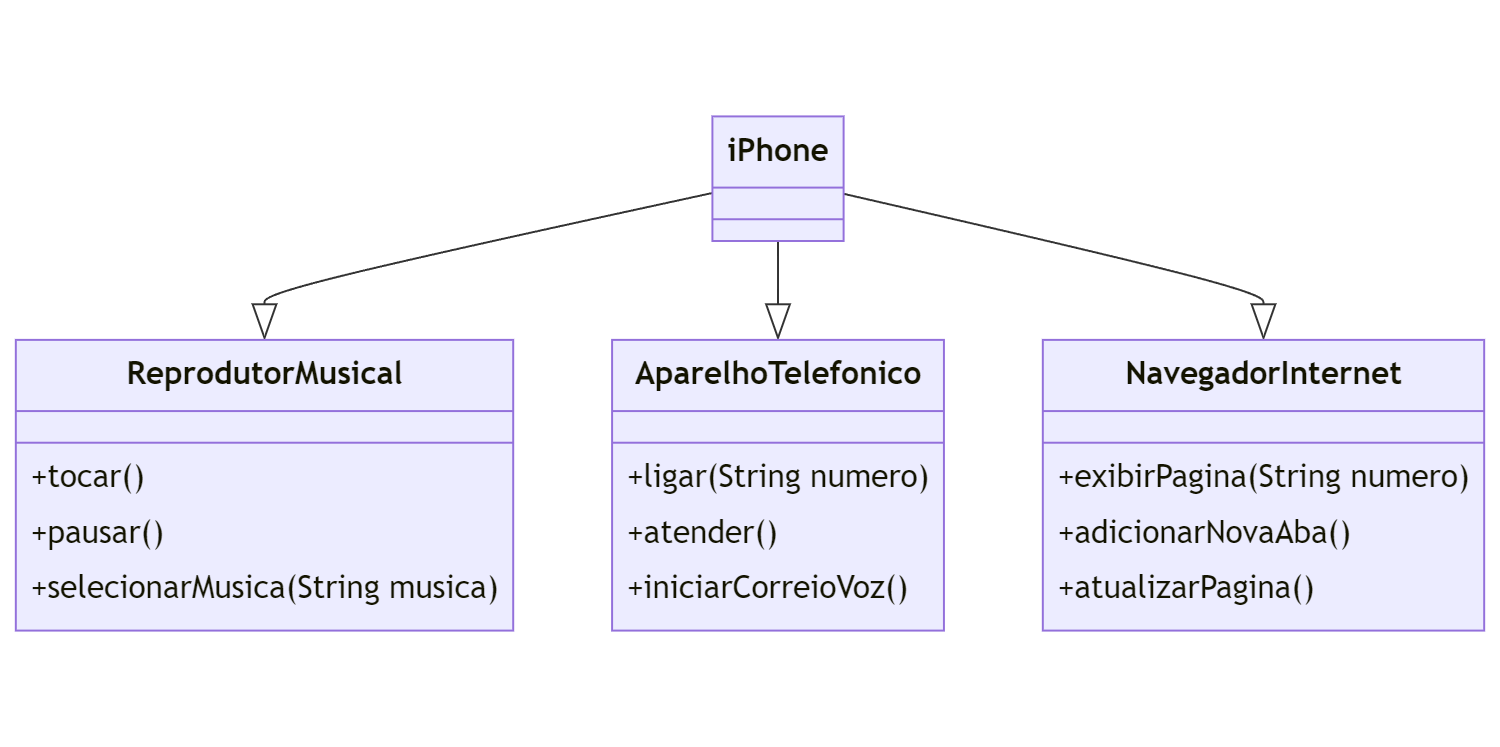 iPhone
ReprodutorMusical
+tocar()
+pausar()
+selecionarMusica(String musica)
AparelhoTelefonico
+ligar(String numero)
+atender()
+iniciarCorreioVoz()
NavegadorInternet
+exibirPagina(String numero)
+adicionarNovaAba()
+atualizarPagina()